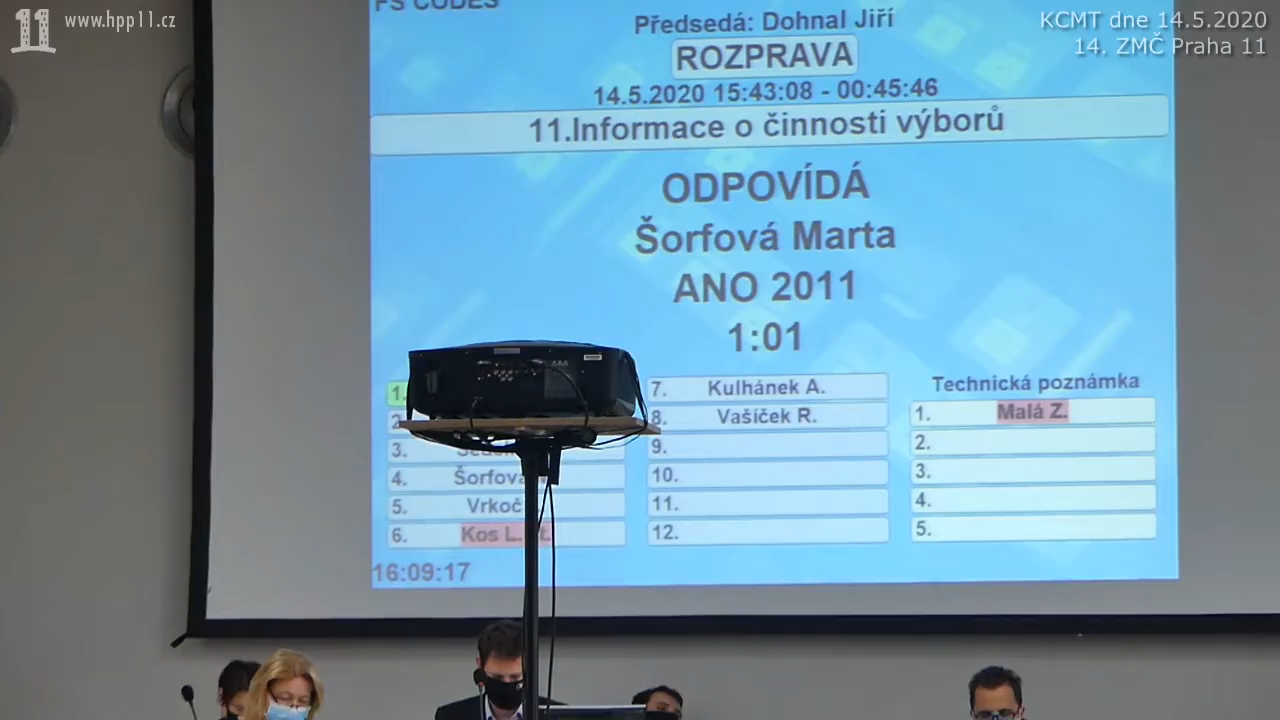 11 www.hpp11.cz
KCMT dne 14.5.2020
14. ZMČ Praha 11
FS CODES
Předsedá: Dohnal Jiří
ROZPRAVA
14.5.2020 15:43:08 - 00:45:46
11.Informace o činnosti výborů
ODPOVÍDÁ
Šorfová Marta
ANO 2011
1:01
1.
2.
3.
4. Šorfová
5. Vrkoč
6. Kos L.
7. Kulhánek A.
8. Vašíček R.
9.
10.
11.
12.
Technická poznámka
1. Malá Z.
2.
3.
4.
5.
16:09:17